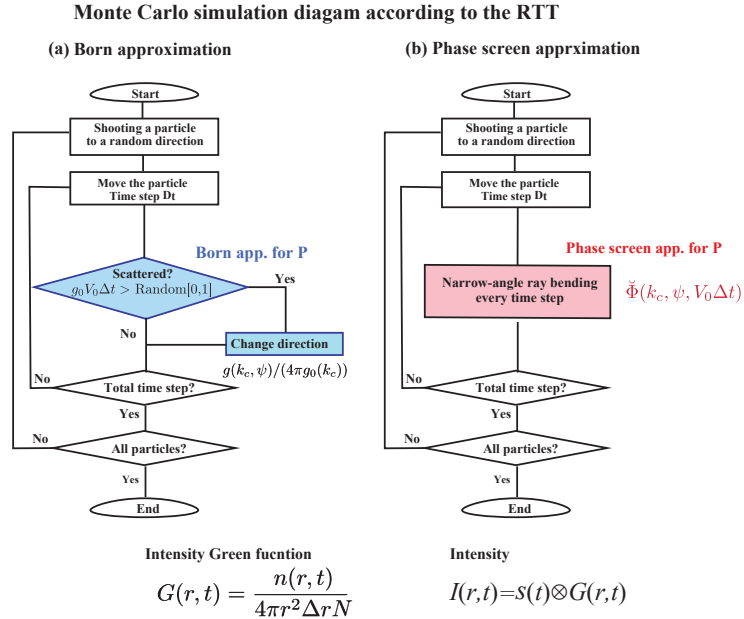 Monte Carlo simulation diagam according to the RTT
(a) Born approximation
Start
Shooting a particle
to a random direction
Move the particle
Time step Dt
Born app. for P
Scattered?
g₀V₀Δt > Random[0,1]
Yes
No
Change direction
g(k_c, ψ)/(4πg₀(k_c))
No
Total time step?
Yes
No
All particles?
Yes
End
(b) Phase screen apprximation
Start
Shooting a particle
to a random direction
Move the particle
Time step Dt
Phase screen app. for P
Narrow-angle ray bending
every time step
Φ̆(k_c, ψ, V₀Δt)
No
Total time step?
Yes
No
All particles?
Yes
End
Intensity Green fucntion
G(r, t) = n(r, t) / 4πr²ΔrN
Intensity
I(r,t)=s(t)⊗G(r,t)